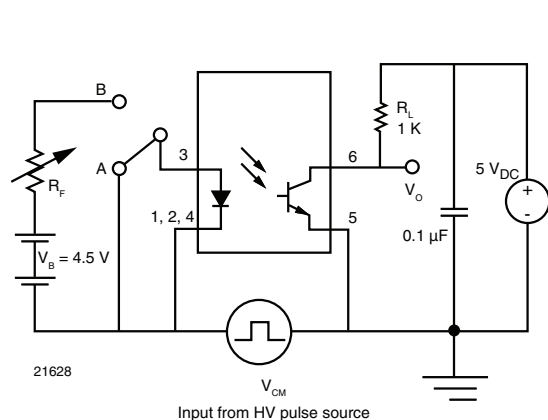 B
A
R_F
V_B = 4.5 V
3
1, 2, 4
6
5
R_L
1 K
V_O
5 V_DC
+
-
0.1 µF
21628
V_CM
Input from HV pulse source